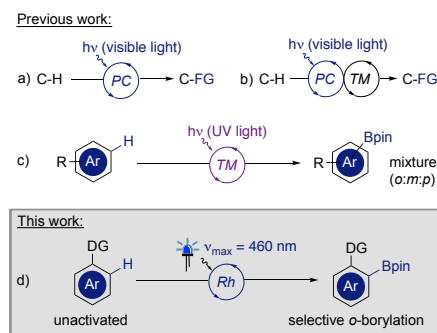 Previous work:
hν (visible light) hν (visible light)
a) C-H PC C-FG b) C-H PC TM C-FG
hν (UV light)
c) R Ar H TM R Ar Bpin mixture
(o:m:p)
This work:
DG DG
νmax = 460 nm
d) Ar H Rh Ar Bpin
unactivated selective o-borylation